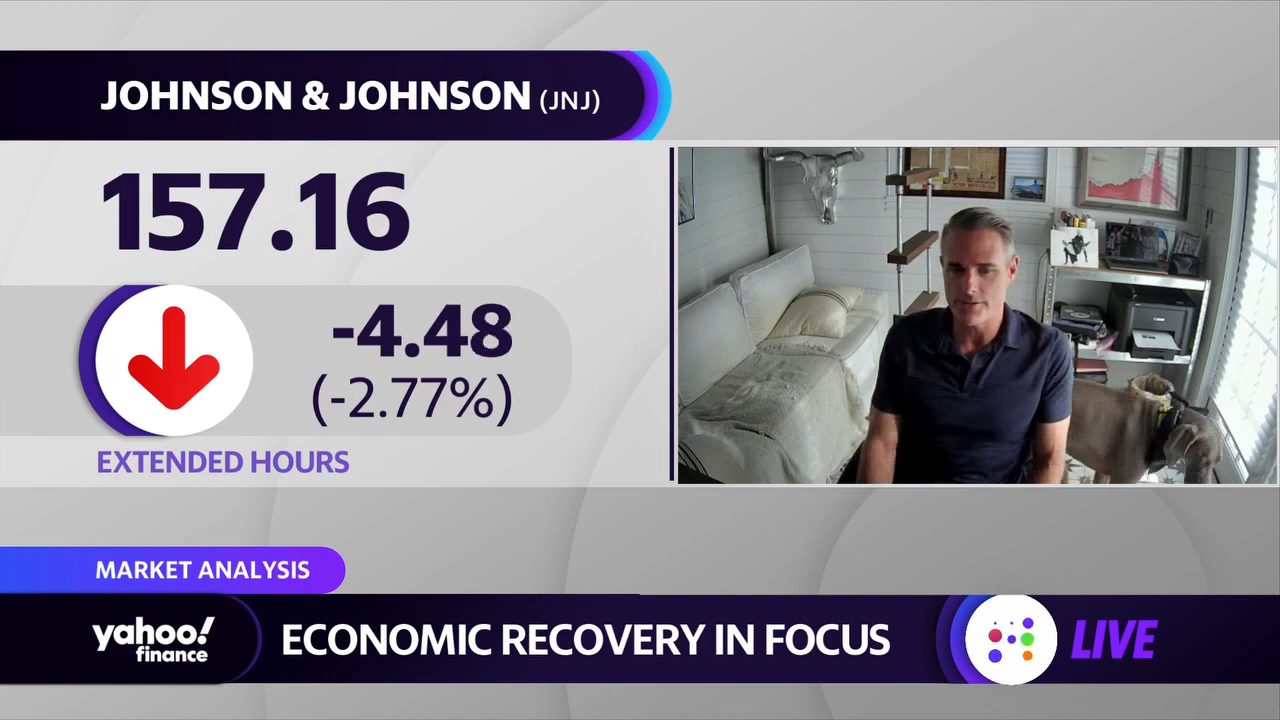 JOHNSON & JOHNSON (JNJ)
157.16
-4.48
(-2.77%)
EXTENDED HOURS
MARKET ANALYSIS
yahoo!
finance
ECONOMIC RECOVERY IN FOCUS
LIVE